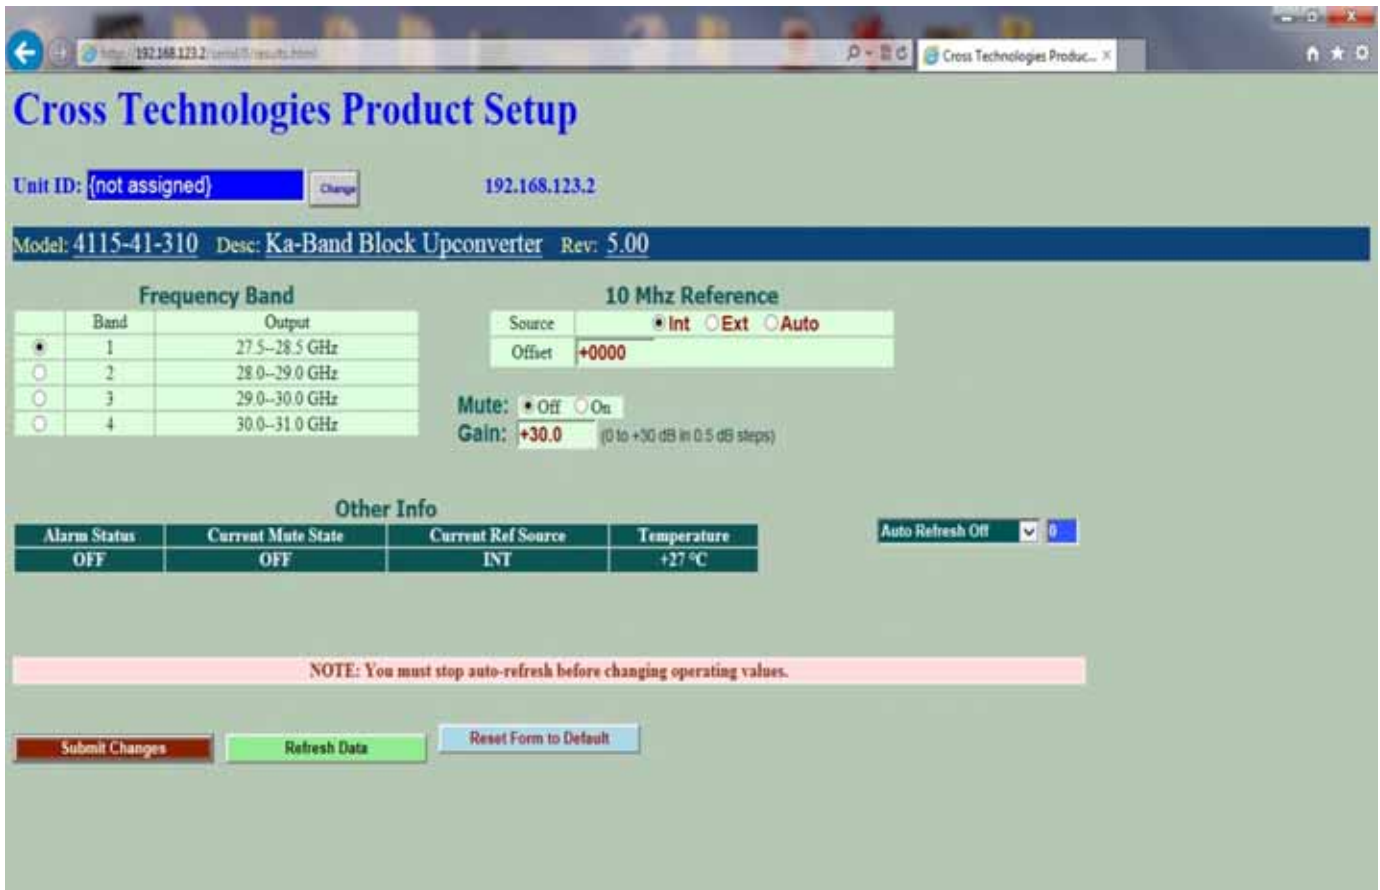 192.168.123.2
Cross Technologies Produc... X
Cross Technologies Product Setup
Unit ID: {not assigned} Change 192.168.123.2
Model: 4115-41-310 Desc: Ka-Band Block Upconverter Rev: 5.00
Frequency Band
Band Output
1 27.5--28.5 GHz
2 28.0--29.0 GHz
3 29.0--30.0 GHz
4 30.0--31.0 GHz
10 Mhz Reference
Source Int Ext Auto
Offset +0000
Mute: Off On
Gain: +30.0 (0 to +30 dB in 0.5 dB steps)
Other Info
Alarm Status Current Mute State Current Ref Source Temperature
OFF OFF INT +27 °C
Auto Refresh Off 0
NOTE: You must stop auto-refresh before changing operating values.
Submit Changes Refresh Data Reset Form to Default